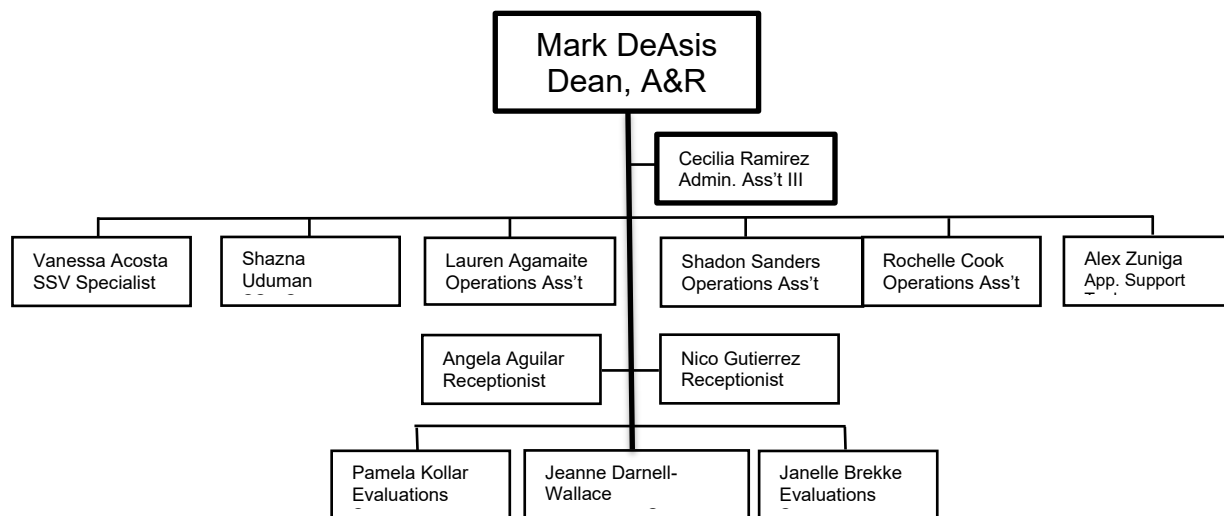 Mark DeAsis
Dean, A&R
Cecilia Ramirez
Admin. Ass’t III
Vanessa Acosta
SSV Specialist
Shazna
Uduman
Lauren Agamaite
Operations Ass’t
Shadon Sanders
Operations Ass’t
Rochelle Cook
Operations Ass’t
Alex Zuniga
App. Support
Angela Aguilar
Receptionist
Nico Gutierrez
Receptionist
Pamela Kollar
Evaluations
Jeanne Darnell-
Wallace
Janelle Brekke
Evaluations